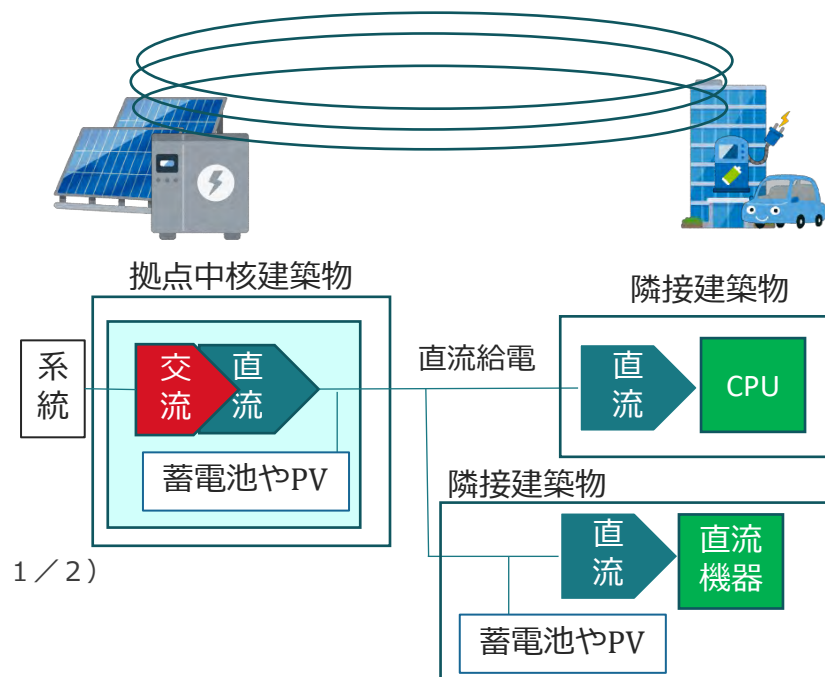 拠点中核建築物
隣接建築物
系
統
交
流
直
流
直流給電
直
流
CPU
蓄電池やPV
隣接建築物
直
流
直流
機器
1／2）
蓄電池やPV